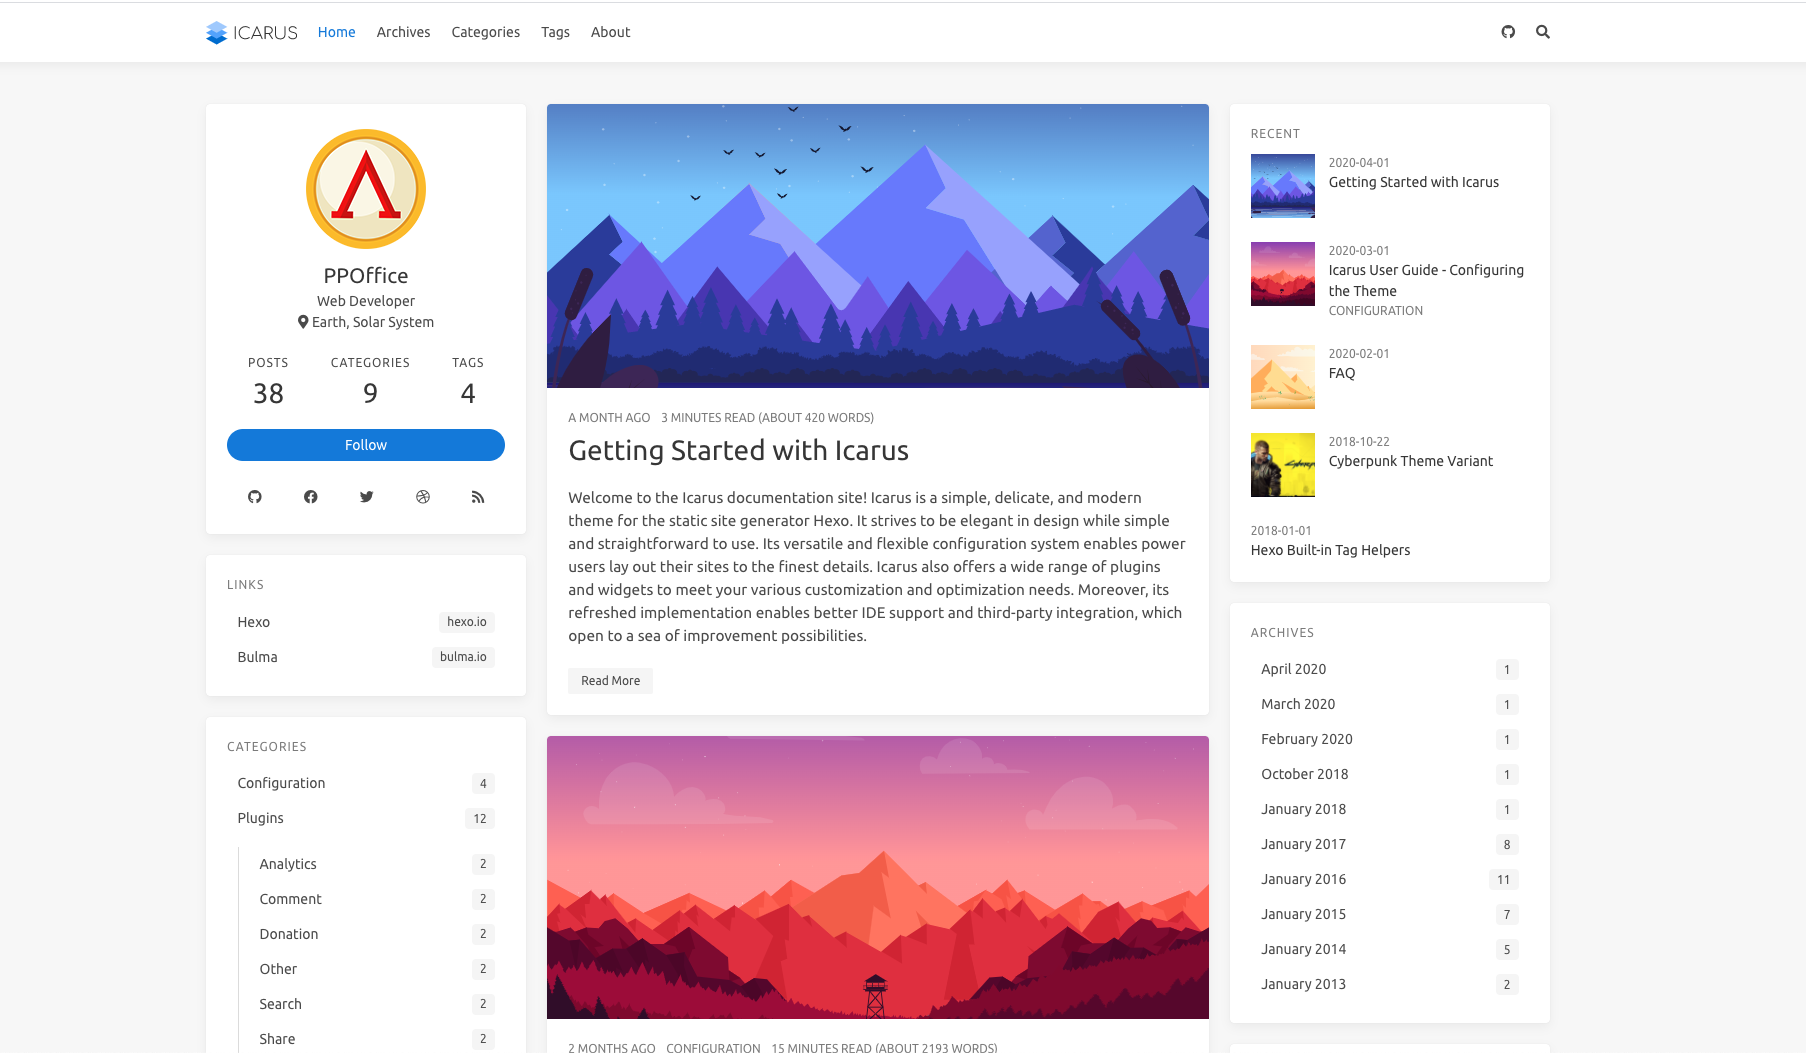 ICARUS Home Archives Categories Tags About
PPOffice
Web Developer
Earth, Solar System
POSTS CATEGORIES TAGS
38 9 4
Follow
LINKS
Hexo hexo.io
Bulma bulma.io
CATEGORIES
Configuration 4
Plugins 12
Analytics 2
Comment 2
Donation 2
Other 2
Search 2
Share 2
A MONTH AGO 3 MINUTES READ (ABOUT 420 WORDS)
Getting Started with Icarus
Welcome to the Icarus documentation site! Icarus is a simple, delicate, and modern
theme for the static site generator Hexo. It strives to be elegant in design while simple
and straightforward to use. Its versatile and flexible configuration system enables power
users lay out their sites to the finest details. Icarus also offers a wide range of plugins
and widgets to meet your various customization and optimization needs. Moreover, its
refreshed implementation enables better IDE support and third-party integration, which
open to a sea of improvement possibilities.
Read More
2 MONTHS AGO CONFIGURATION 15 MINUTES READ (ABOUT 2193 WORDS)
RECENT
2020-04-01
Getting Started with Icarus
2020-03-01
Icarus User Guide - Configuring
the Theme
CONFIGURATION
2020-02-01
FAQ
2018-10-22
Cyberpunk Theme Variant
2018-01-01
Hexo Built-in Tag Helpers
ARCHIVES
April 2020 1
March 2020 1
February 2020 1
October 2018 1
January 2018 1
January 2017 8
January 2016 11
January 2015 7
January 2014 5
January 2013 2